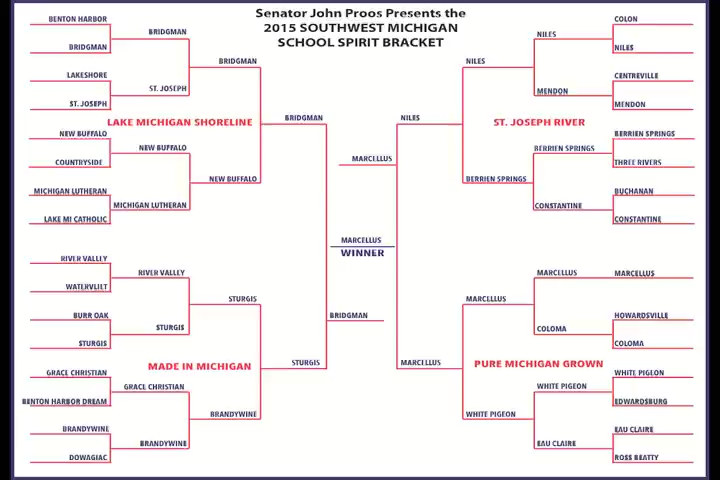 Senator John Proos Presents the
2015 SOUTHWEST MICHIGAN
SCHOOL SPIRIT BRACKET
BENTON HARBOR
BRIDGMAN
LAKESHORE
ST. JOSEPH
NEW BUFFALO
COUNTRYSIDE
MICHIGAN LUTHERAN
LAKE MI CATHOLIC
BRIDGMAN
ST. JOSEPH
NEW BUFFALO
MICHIGAN LUTHERAN
BRIDGMAN
NEW BUFFALO
LAKE MICHIGAN SHORELINE
BRIDGMAN
RIVER VALLEY
WATERVLIET
BURR OAK
STURGIS
GRACE CHRISTIAN
BENTON HARBOR DREAM
BRANDYWINE
DOWAGIAC
RIVER VALLEY
STURGIS
GRACE CHRISTIAN
BRANDYWINE
STURGIS
BRANDYWINE
MADE IN MICHIGAN
STURGIS
BRIDGMAN
MARCELLUS
MARCELLUS
WINNER
NILES
ST. JOSEPH RIVER
NILES
BERRIEN SPRINGS
NILES
MENDON
BERRIEN SPRINGS
CONSTANTINE
COLON
NILES
CENTREVILLE
MENDON
BERRIEN SPRINGS
THREE RIVERS
BUCHANAN
CONSTANTINE
MARCELLUS
PURE MICHIGAN GROWN
MARCELLUS
WHITE PIGEON
MARCELLUS
COLOMA
WHITE PIGEON
EAU CLAIRE
MARCELLUS
HOWARDSVILLE
COLOMA
WHITE PIGEON
EDWARDSBURG
EAU CLAIRE
ROSS BEATTY